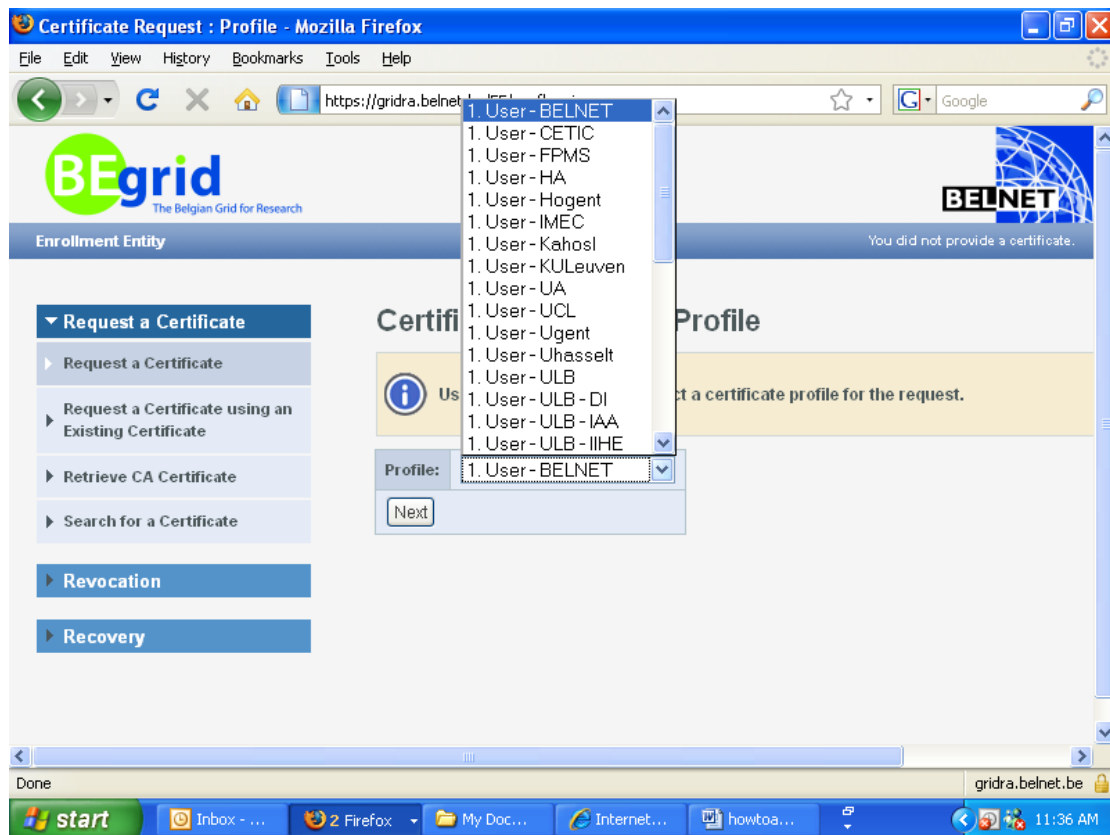 Certificate Request : Profile - Mozilla Firefox
File Edit View History Bookmarks Tools Help
https://gridra.belnet
G Google
BEgrid
The Belgian Grid for Research
BELNET
Enrollment Entity
You did not provide a certificate.
Request a Certificate
Request a Certificate
Request a Certificate using an
Existing Certificate
Retrieve CA Certificate
Search for a Certificate
Revocation
Recovery
Certifi Profile
Us ct a certificate profile for the request.
1. User - BELNET
1. User - CETIC
1. User - FPMS
1. User - HA
1. User - Hogent
1. User - IMEC
1. User - Kahosl
1. User - KULeuven
1. User - UA
1. User - UCL
1. User - Ugent
1. User - Uhasselt
1. User - ULB
1. User - ULB - DI
1. User - ULB - IAA
1. User - ULB - IIHE
Profile: 1. User - BELNET
Next
Done
gridra.belnet.be
start Inbox - ... 2 Firefox My Doc... Internet... howtoa... 11:36 AM